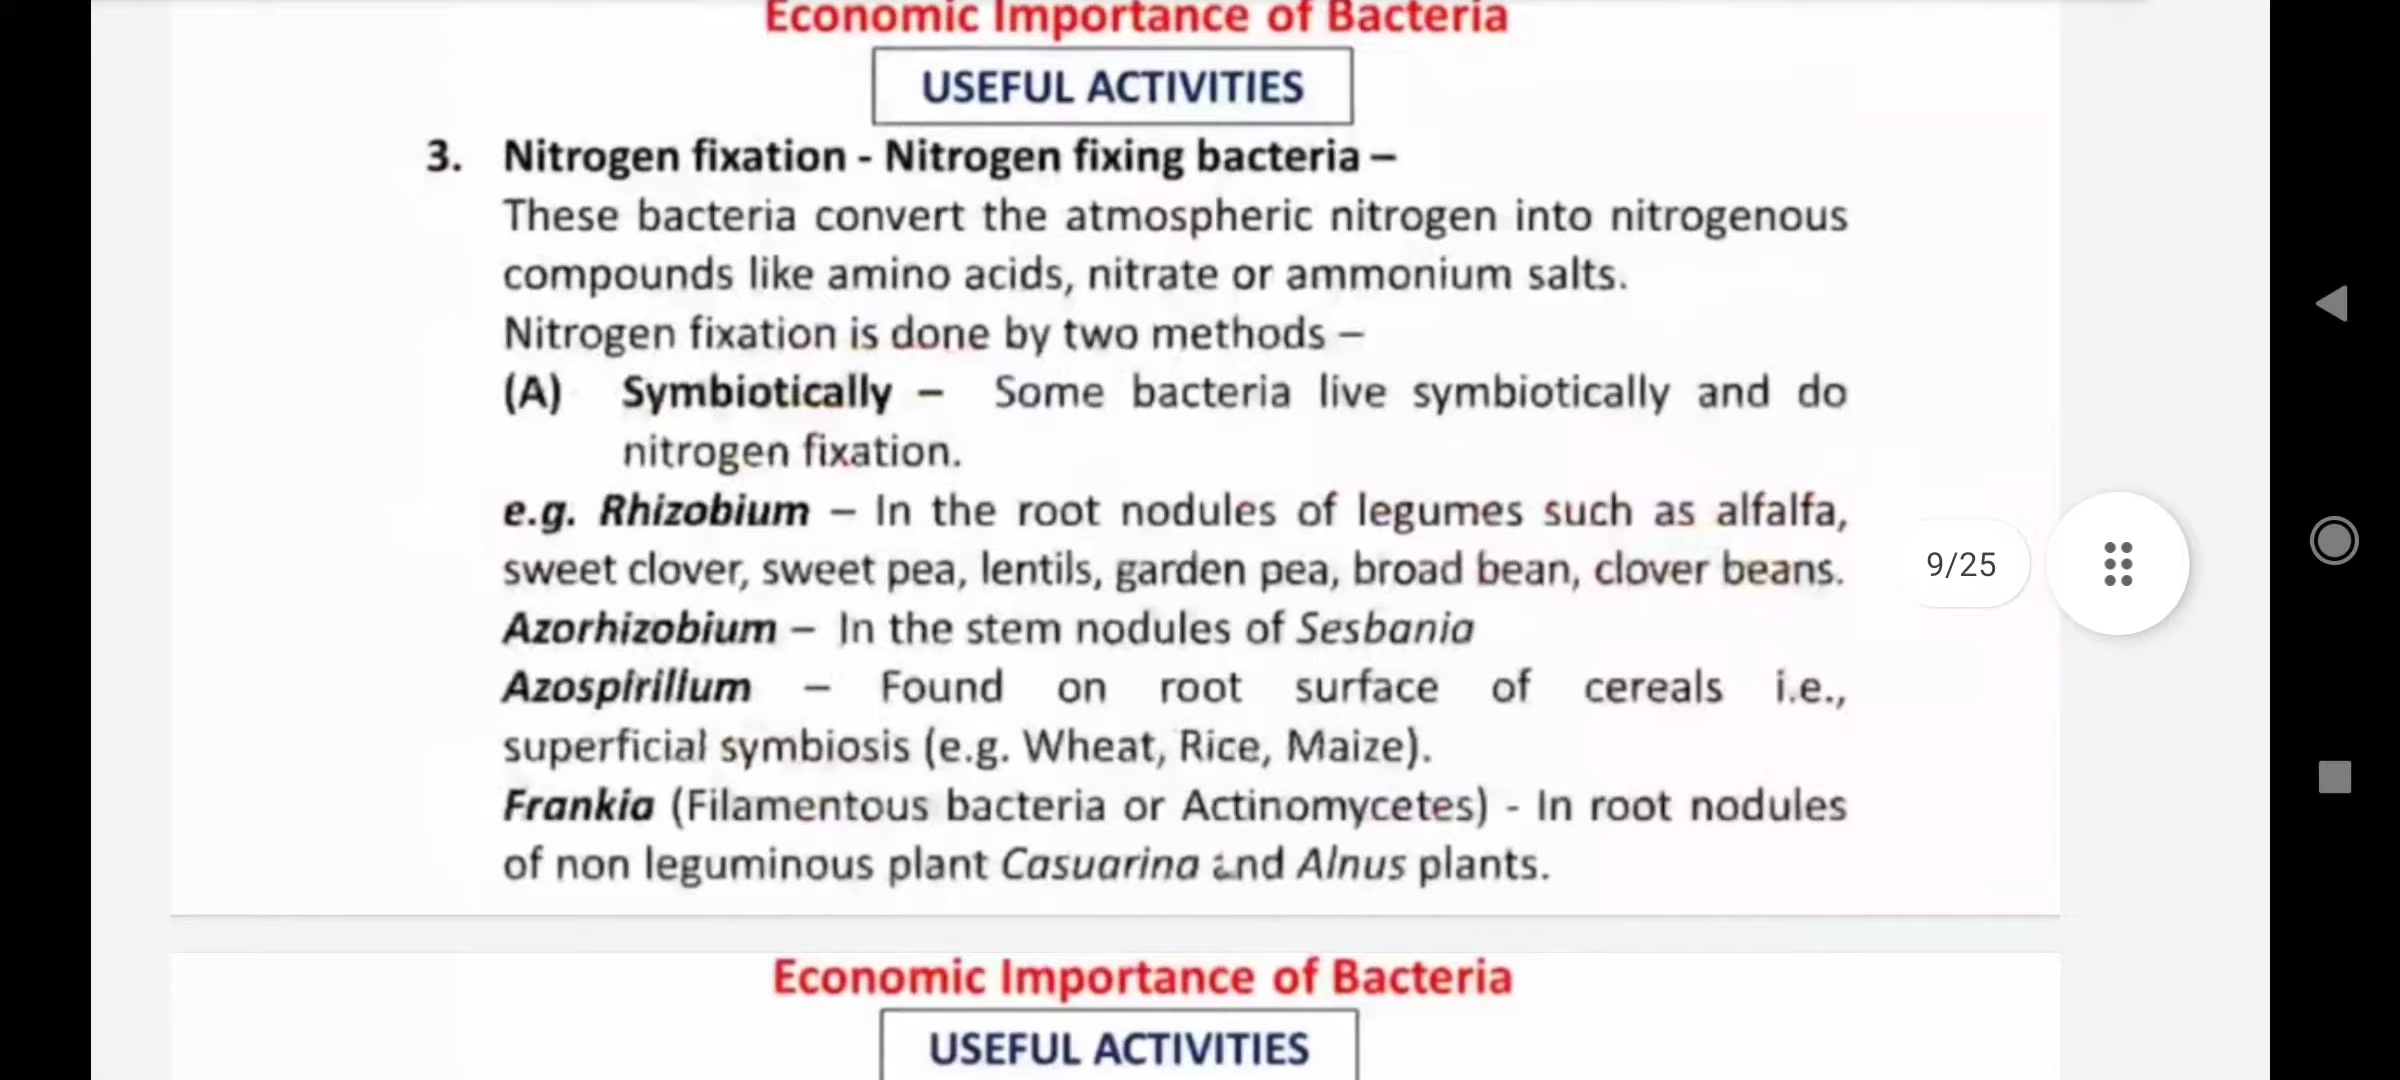 Economic Importance of Bacteria
USEFUL ACTIVITIES
3. Nitrogen fixation - Nitrogen fixing bacteria –
These bacteria convert the atmospheric nitrogen into nitrogenous
compounds like amino acids, nitrate or ammonium salts.
Nitrogen fixation is done by two methods –
(A) Symbiotically – Some bacteria live symbiotically and do
nitrogen fixation.
e.g. Rhizobium – In the root nodules of legumes such as alfalfa,
sweet clover, sweet pea, lentils, garden pea, broad bean, clover beans.
9/25
Azorhizobium – In the stem nodules of Sesbania
Azospirillum – Found on root surface of cereals i.e.,
superficial symbiosis (e.g. Wheat, Rice, Maize).
Frankia (Filamentous bacteria or Actinomycetes) - In root nodules
of non leguminous plant Casuarina and Alnus plants.
Economic Importance of Bacteria
USEFUL ACTIVITIES